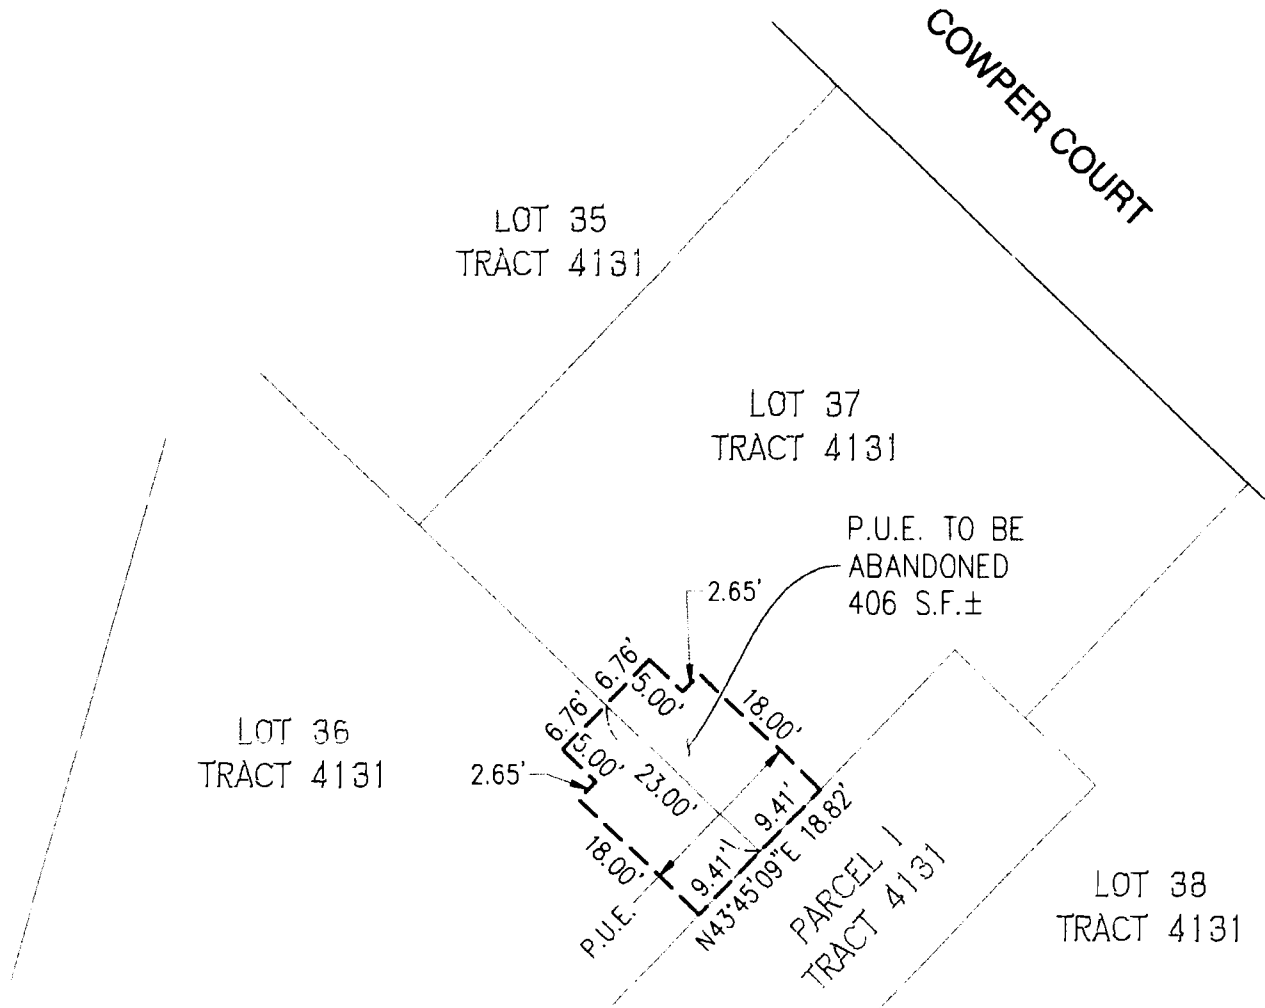 COWPER COURT
LOT 35
TRACT 4131
LOT 37
TRACT 4131
P.U.E. TO BE
ABANDONED
406 S.F.±
2.65'
6.76'
5.00'
18.00'
6.76'
5.00'
LOT 36
TRACT 4131
2.65'
23.00'
9.41'
18.00'
9.41'
N43°45'09"E 18.82'
P.U.E.
PARCEL 1
TRACT 4131
LOT 38
TRACT 4131